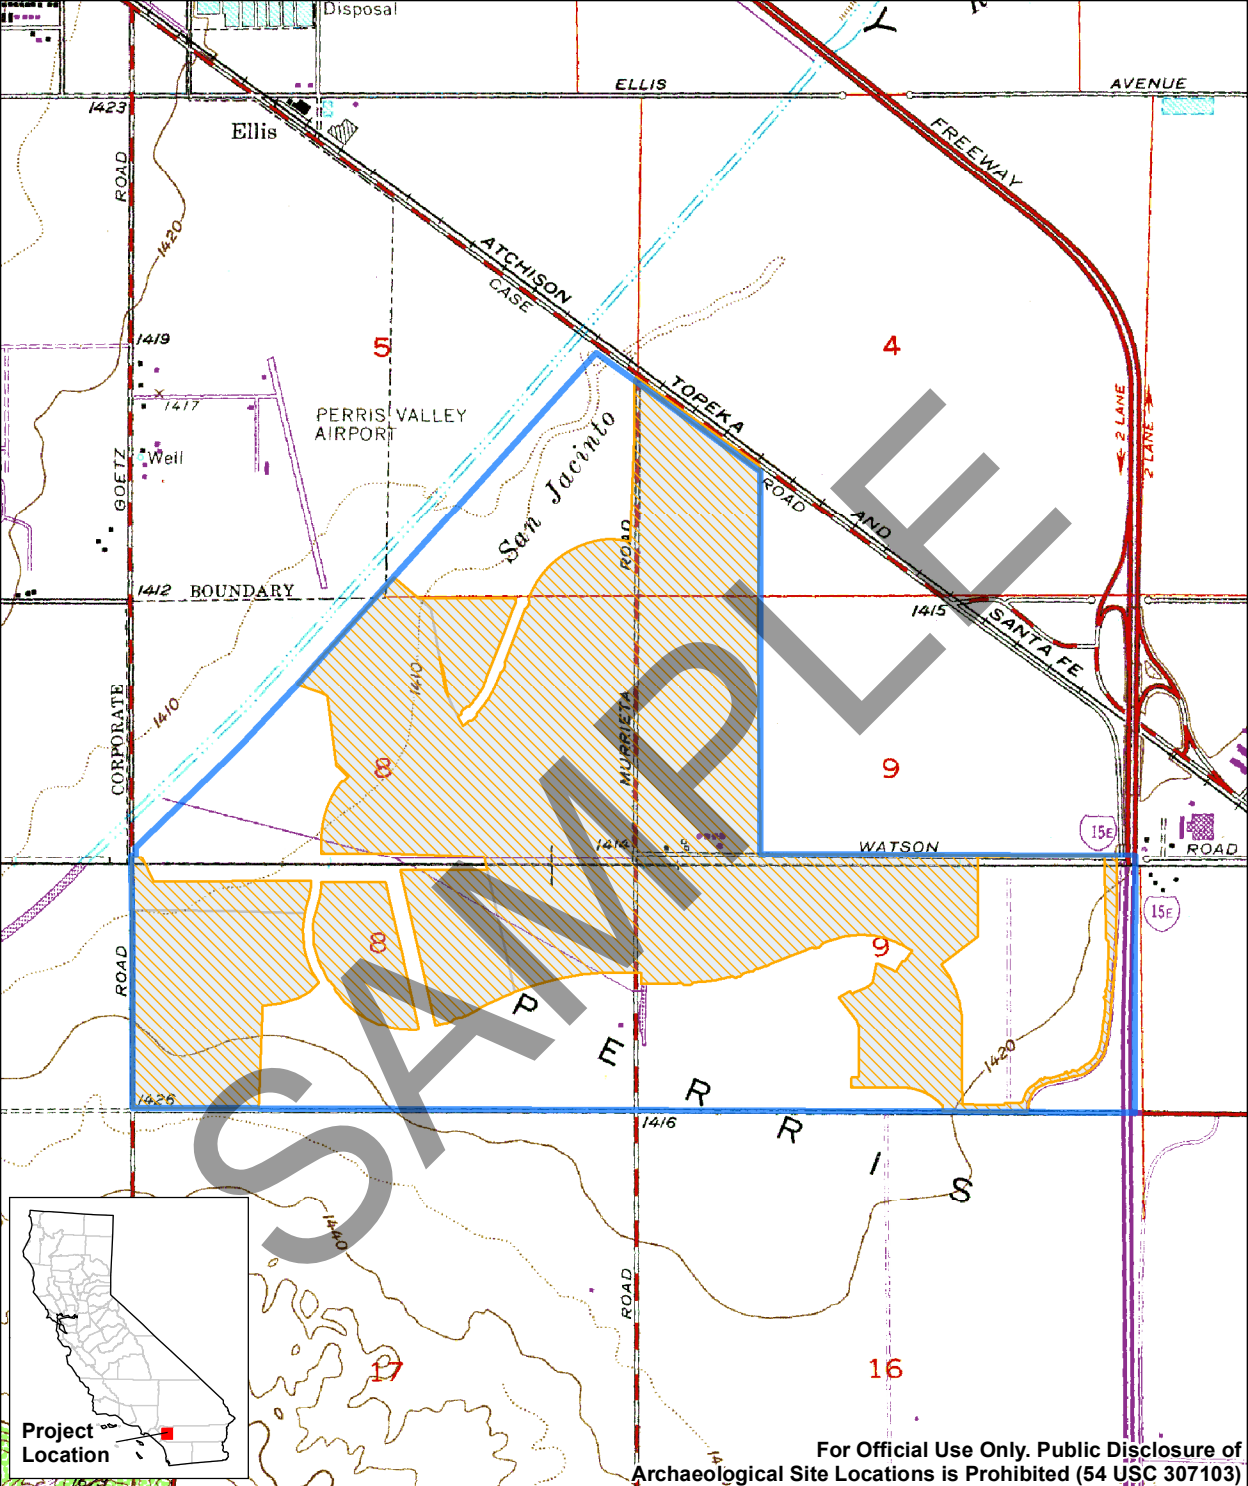 Disposal
ELLIS
AVENUE
1423
Ellis
FREEWAY
Y
ROAD
1420
ATCHISON
CASE
1419
5
4
1417
PERRIS VALLEY
AIRPORT
TOPEKA
2 LANE
2 LANE
Well
GOETZ
San Jacinto
ROAD
ROAD
AND
1412
BOUNDARY
1415
SANTA FE
1410
1410
CORPORATE
MURRIETA
8
9
15E
1414
WATSON
ROAD
15E
8
9
ROAD
P
E
R
R
I
S
1420
1426
1416
1440
ROAD
17
16
SAMPLE
Project
Location
For Official Use Only. Public Disclosure of
Archaeological Site Locations is Prohibited (54 USC 307103)